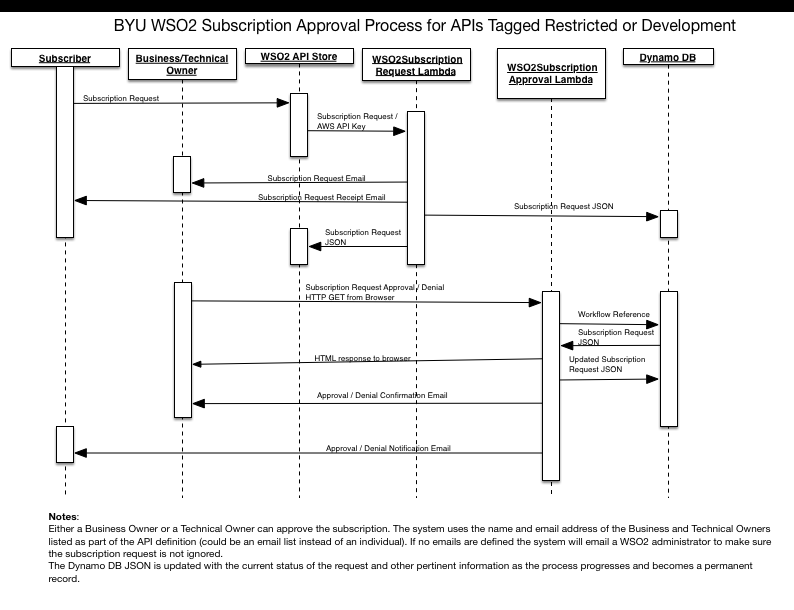 BYU WSO2 Subscription Approval Process for APIs Tagged Restricted or Development
Subscriber
Business/Technical
Owner
WSO2 API Store
WSO2Subscription
Request Lambda
WSO2Subscription
Approval Lambda
Dynamo DB
Subscription Request
Subscription Request /
AWS API Key
Subscription Request Email
Subscription Request Receipt Email
Subscription Request JSON
Subscription Request
JSON
Subscription Request Approval / Denial
HTTP GET from Browser
Workflow Reference
Subscription Request
JSON
HTML response to browser
Updated Subscription
Request JSON
Approval / Denial Confirmation Email
Approval / Denial Notification Email
Notes:
Either a Business Owner or a Technical Owner can approve the subscription. The system uses the name and email address of the Business and Technical Owners
listed as part of the API definition (could be an email list instead of an individual). If no emails are defined the system will email a WSO2 administrator to make sure
the subscription request is not ignored.
The Dynamo DB JSON is updated with the current status of the request and other pertinent information as the process progresses and becomes a permanent
record.